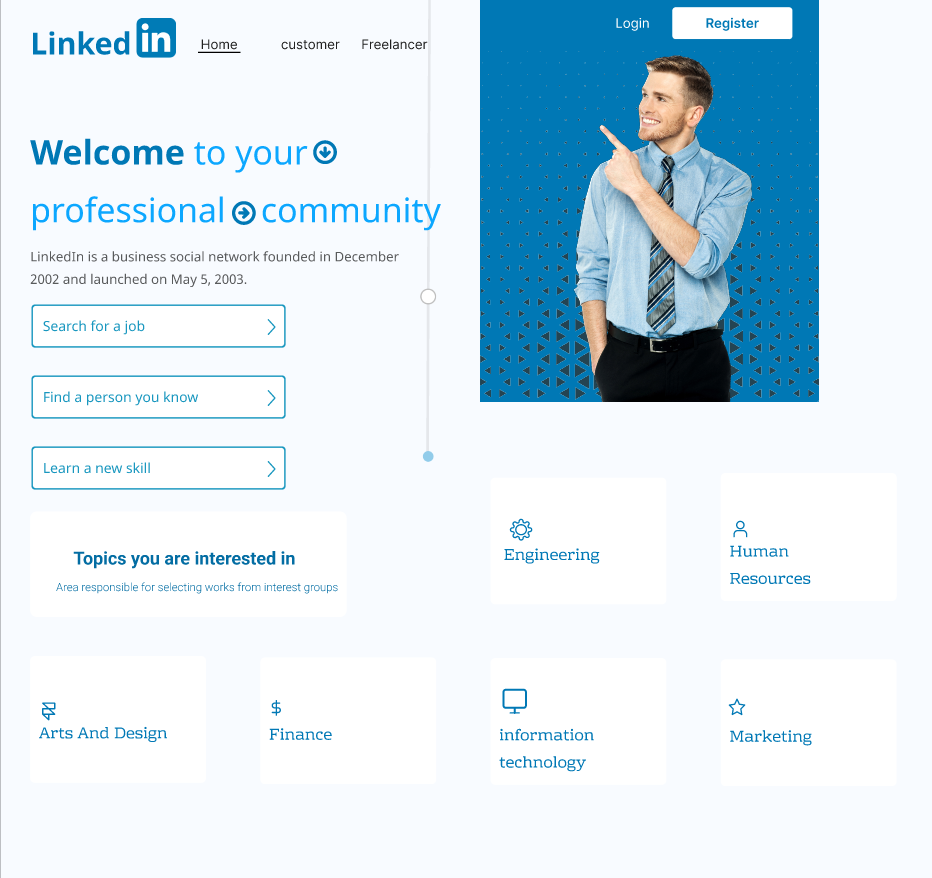 Linked in
Home customer Freelancer
Login Register
Welcome to your
professional community
LinkedIn is a business social network founded in December
2002 and launched on May 5, 2003.
Search for a job
Find a person you know
Learn a new skill
Topics you are interested in
Area responsible for selecting works from interest groups
Engineering
Human
Resources
Arts And Design
Finance
information
technology
Marketing